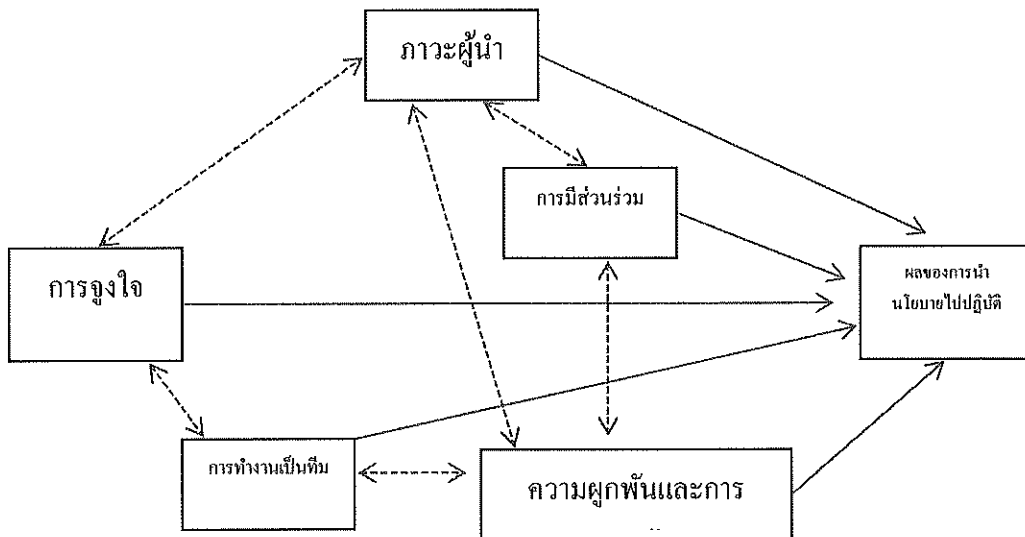 ภาวะผู้นำ
การมีส่วนร่วม
การจูงใจ
ผลของการนำ
นโยบายไปปฏิบัติ
การทำงานเป็นทีม
ความผูกพันและการ